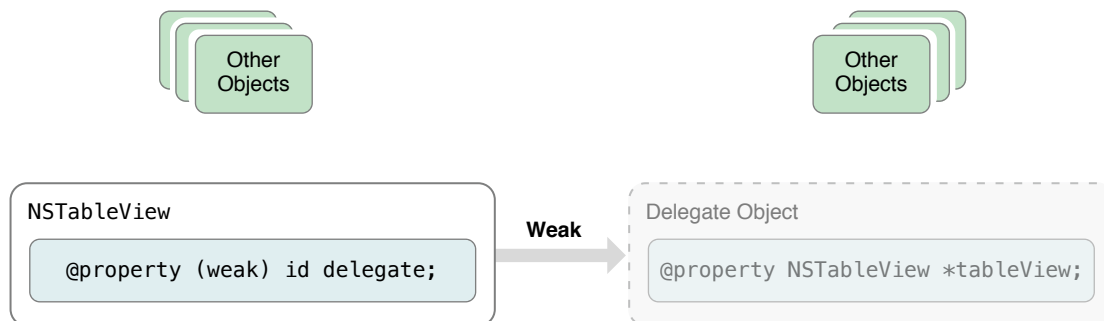 Other
Objects
Other
Objects
NSTableView
@property (weak) id delegate;
Weak
Delegate Object
@property NSTableView *tableView;